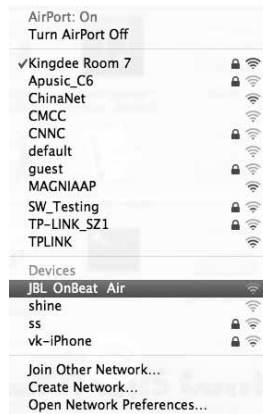 AirPort: On
Turn AirPort Off
✓Kingdee Room 7
Apusic_C6
ChinaNet
CMCC
CNNC
default
guest
MAGNIAAP
SW_Testing
TP-LINK_SZ1
TPLINK
Devices
JBL OnBeat Air
shine
ss
vk-iPhone
Join Other Network...
Create Network...
Open Network Preferences...